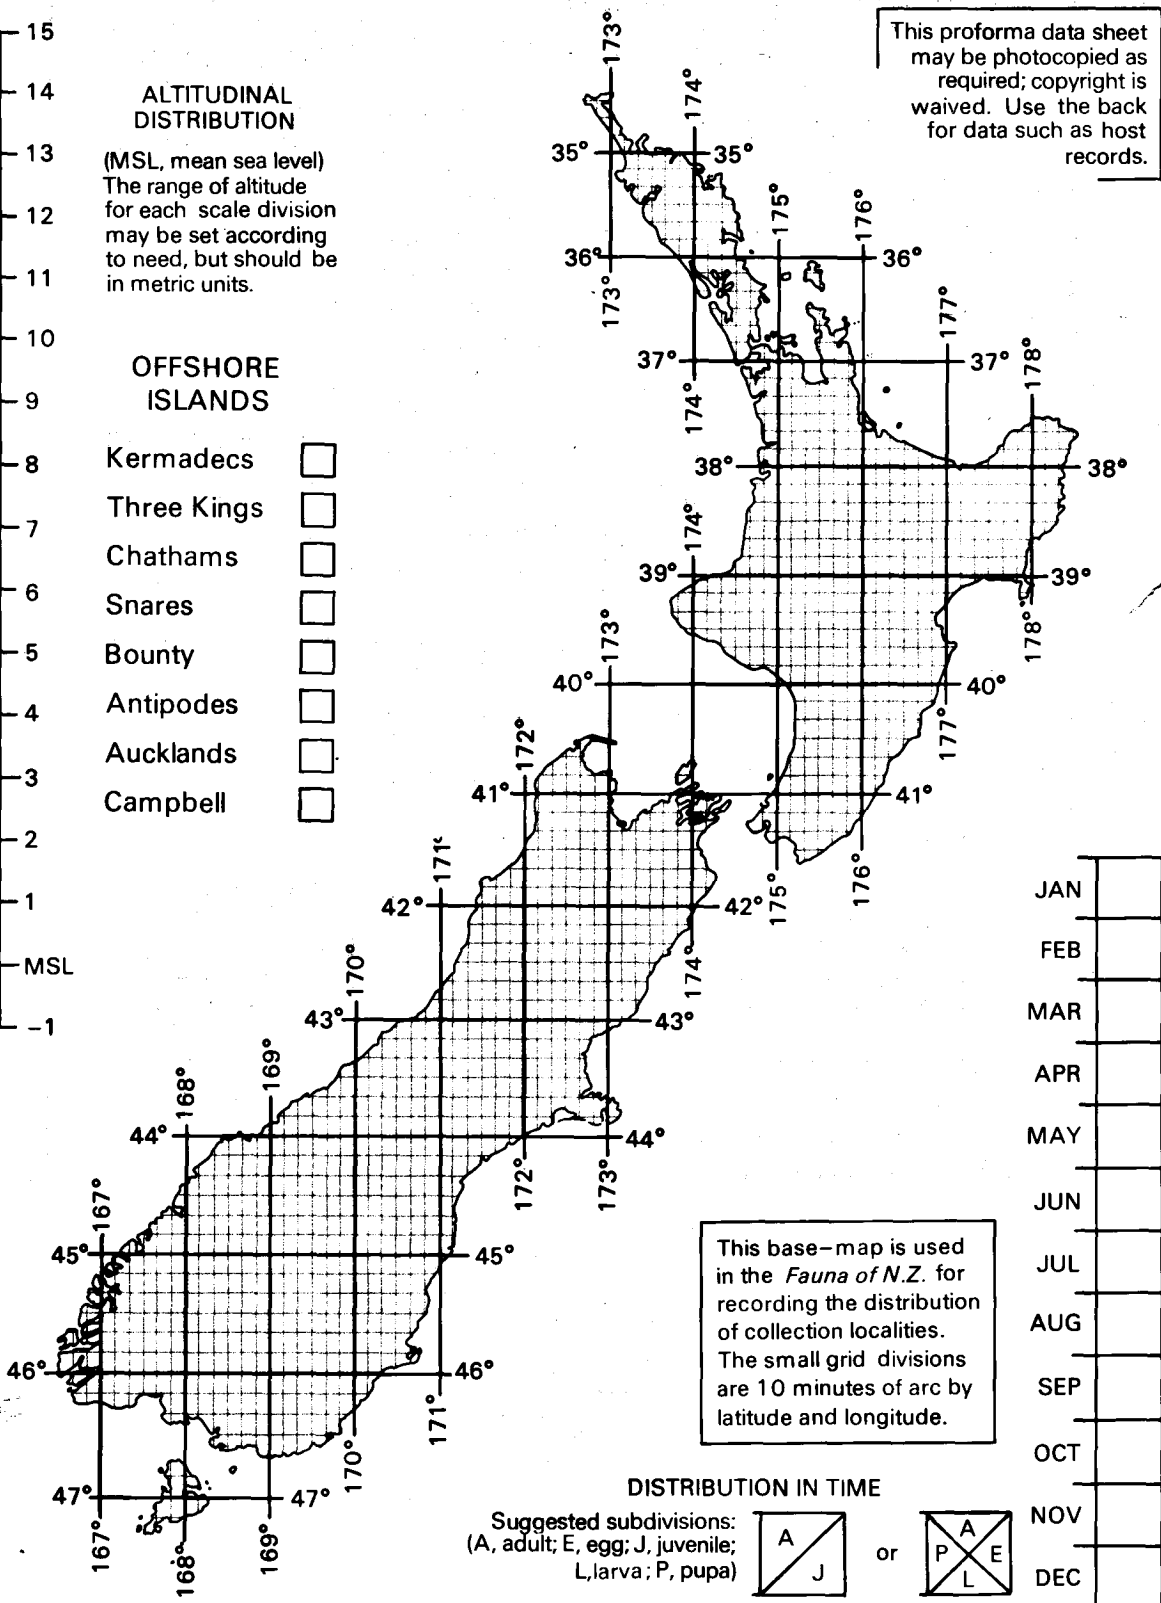 15
14
13
12
11
10
9
8
7
6
5
4
3
2
1
MSL
-1
ALTITUDINAL
DISTRIBUTION
(MSL, mean sea level)
The range of altitude
for each scale division
may be set according
to need, but should be
in metric units.
OFFSHORE
ISLANDS
Kermadecs
Three Kings
Chathams
Snares
Bounty
Antipodes
Aucklands
Campbell
This proforma data sheet
may be photocopied as
required; copyright is
waived. Use the back
for data such as host
records.
173°
174°
35°
35°
175°
176°
36°
36°
173°
177°
37°
37°
178°
174°
38°
38°
174°
39°
39°
173°
178°
40°
40°
172°
177°
41°
41°
171°
175°
176°
42°
42°
170°
174°
43°
43°
169°
168°
44°
44°
172°
173°
167°
45°
45°
46°
46°
171°
170°
47°
47°
167°
168°
169°
This base-map is used
in the Fauna of N.Z. for
recording the distribution
of collection localities.
The small grid divisions
are 10 minutes of arc by
latitude and longitude.
DISTRIBUTION IN TIME
Suggested subdivisions:
(A, adult; E, egg; J, juvenile;
L, larva; P, pupa)
A
J
or
A
P
E
L
JAN
FEB
MAR
APR
MAY
JUN
JUL
AUG
SEP
OCT
NOV
DEC